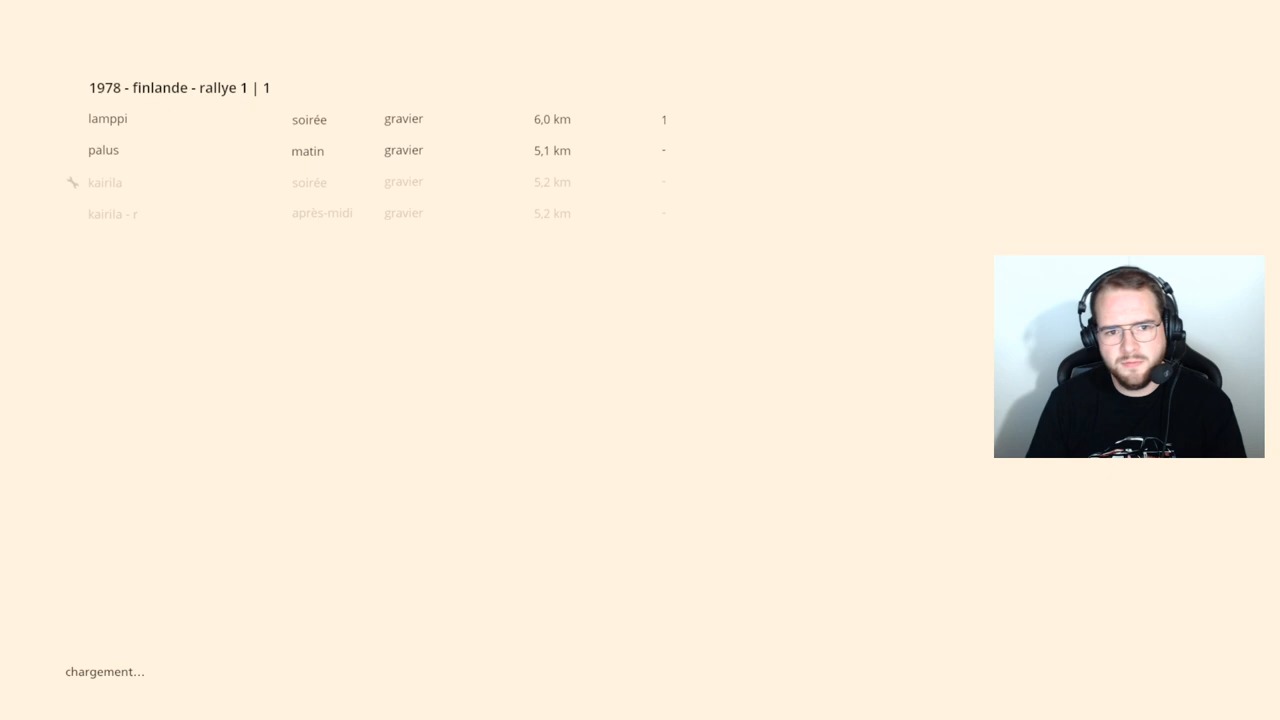 1978 - finlande - rallye 1 | 1
lamppi soirée gravier 6,0 km 1
palus matin gravier 5,1 km -
kairila soirée gravier 5,2 km -
kairila - r après-midi gravier 5,2 km -
chargement...